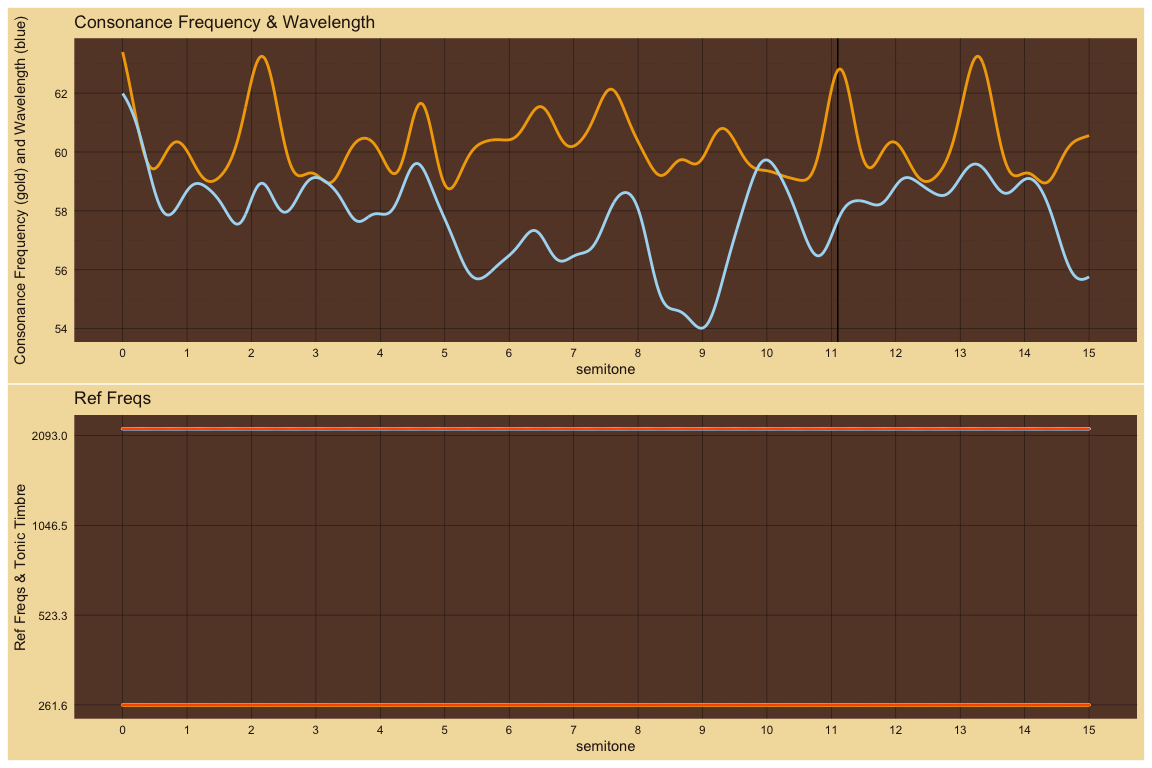 Consonance Frequency & Wavelength
Consonance Frequency (gold) and Wavelength (blue)
62
60
58
56
54
0 1 2 3 4 5 6 7 8 9 10 11 12 13 14 15
semitone
Ref Freqs
Ref Freqs & Tonic Timbre
2093.0
1046.5
523.3
261.6
0 1 2 3 4 5 6 7 8 9 10 11 12 13 14 15
semitone